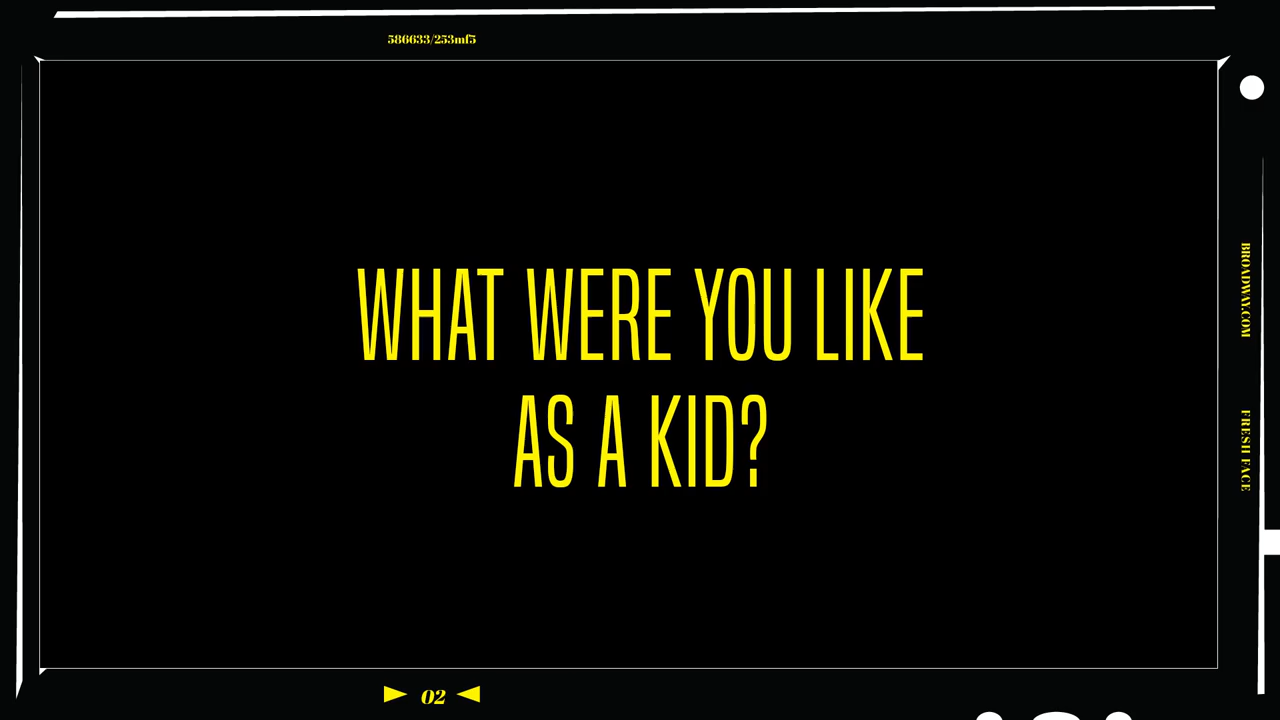 586633/253mf5
WHAT WERE YOU LIKE
AS A KID?
BROADWAY.COM
FRESH FACE
02